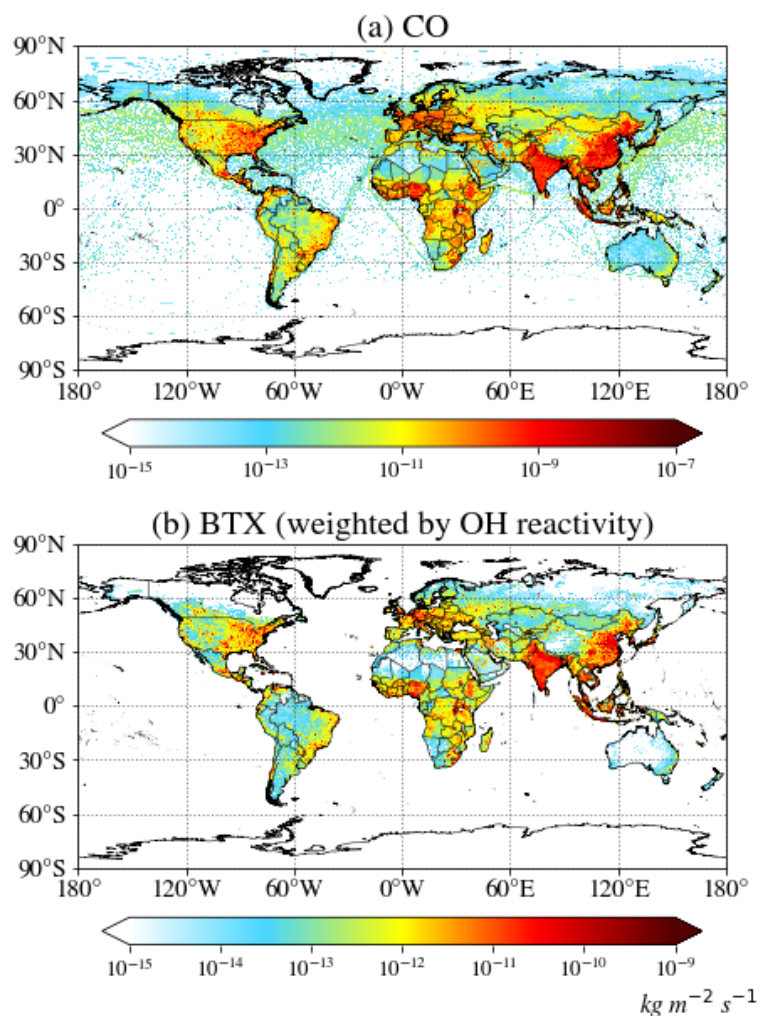 (a) CO
90°N
60°N
30°N
0°
30°S
60°S
90°S
180° 120°W 60°W 0°W 60°E 120°E 180°
10⁻¹⁵ 10⁻¹³ 10⁻¹¹ 10⁻⁹ 10⁻⁷
(b) BTX (weighted by OH reactivity)
90°N
60°N
30°N
0°
30°S
60°S
90°S
180° 120°W 60°W 0°W 60°E 120°E 180°
10⁻¹⁵ 10⁻¹⁴ 10⁻¹³ 10⁻¹² 10⁻¹¹ 10⁻¹⁰ 10⁻⁹
kg m⁻² s⁻¹